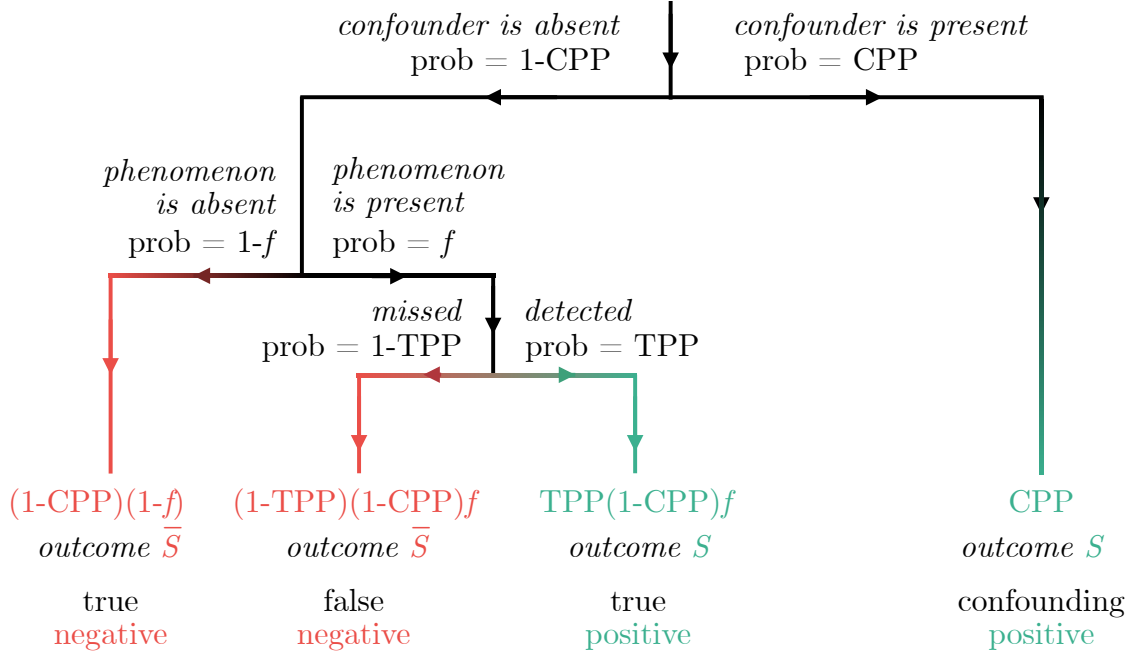 confounder is absent
prob = 1-CPP
confounder is present
prob = CPP
phenomenon
is absent
prob = 1-f
phenomenon
is present
prob = f
missed
prob = 1-TPP
detected
prob = TPP
(1-CPP)(1-f)
outcome S̅
true
negative
(1-TPP)(1-CPP)f
outcome S̅
false
negative
TPP(1-CPP)f
outcome S
true
positive
CPP
outcome S
confounding
positive